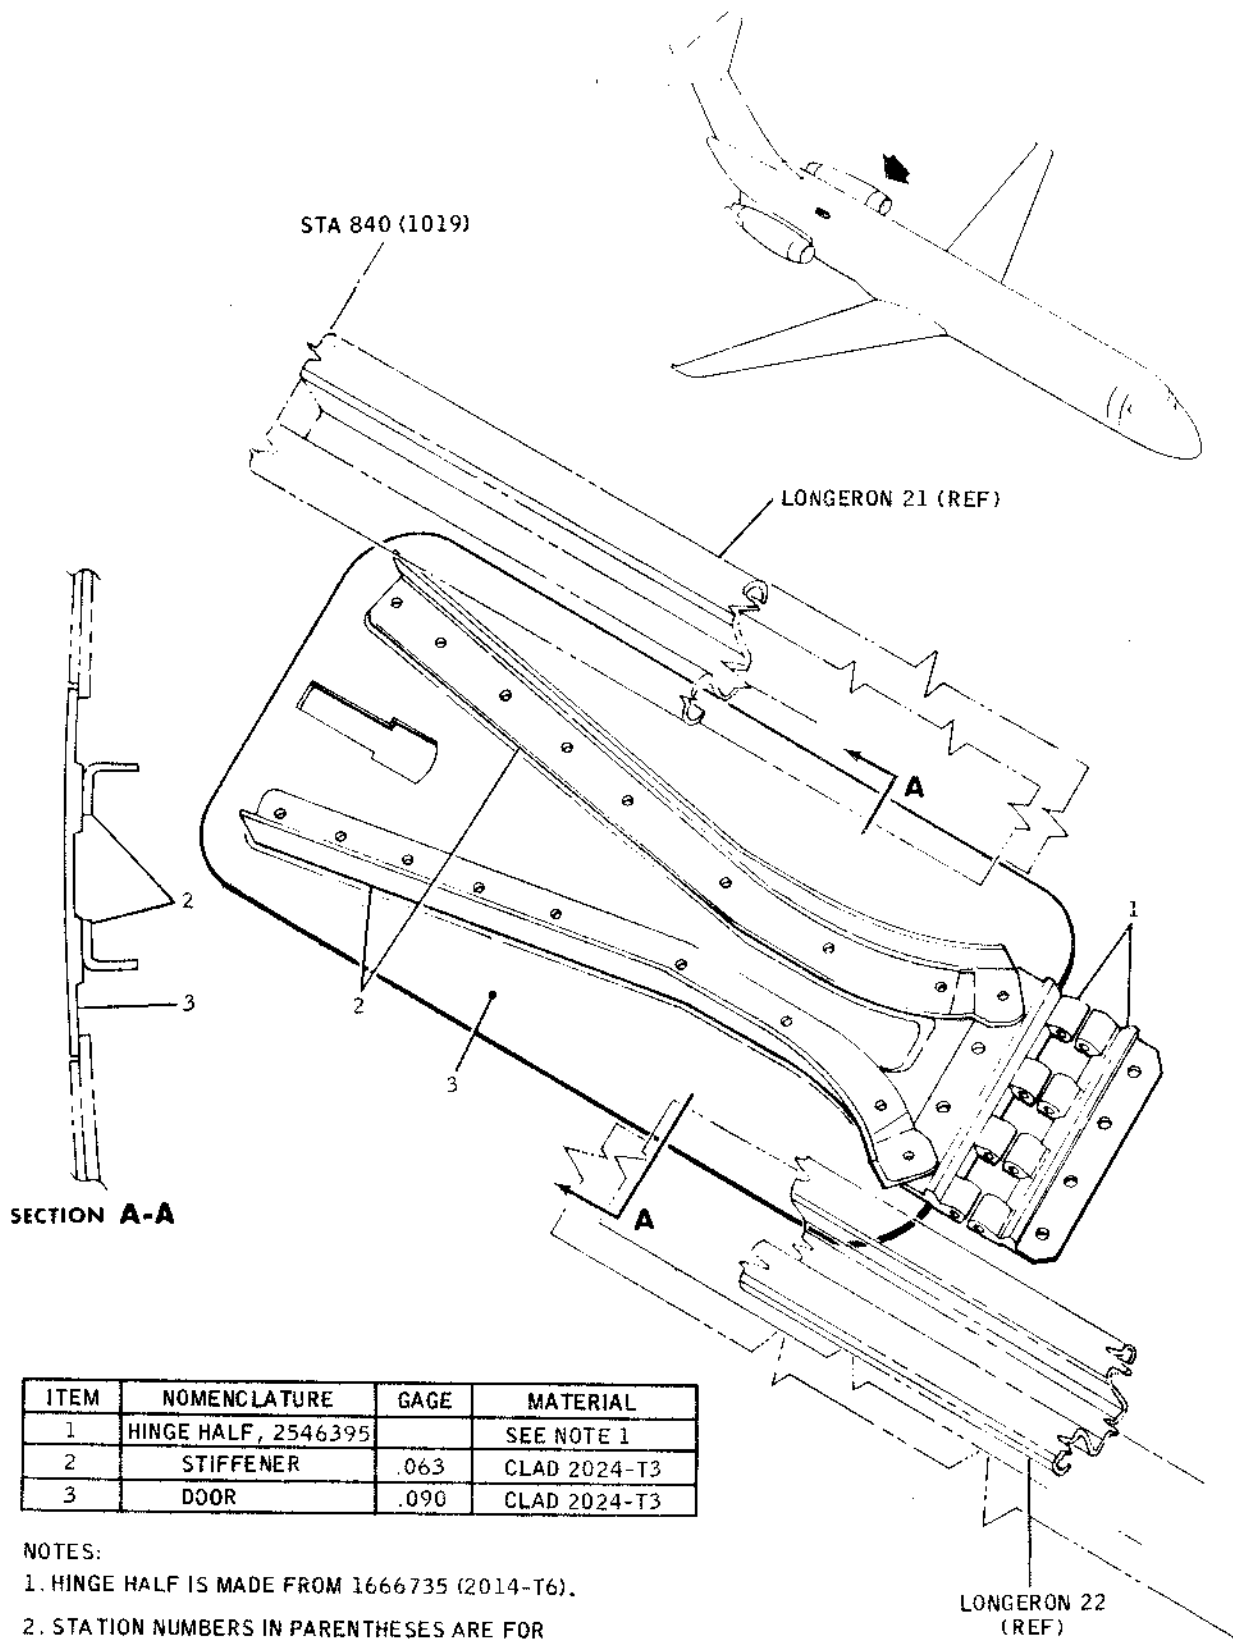 STA 840 (1019)
LONGERON 21 (REF)
A
1
2
3
2
3
A
SECTION A-A
ITEM NOMENCLATURE GAGE MATERIAL
1 HINGE HALF, 2546395 SEE NOTE 1
2 STIFFENER .063 CLAD 2024-T3
3 DOOR .090 CLAD 2024-T3
NOTES:
1. HINGE HALF IS MADE FROM 1666735 (2014-T6).
2. STATION NUMBERS IN PARENTHESES ARE FOR
LONGERON 22
(REF)